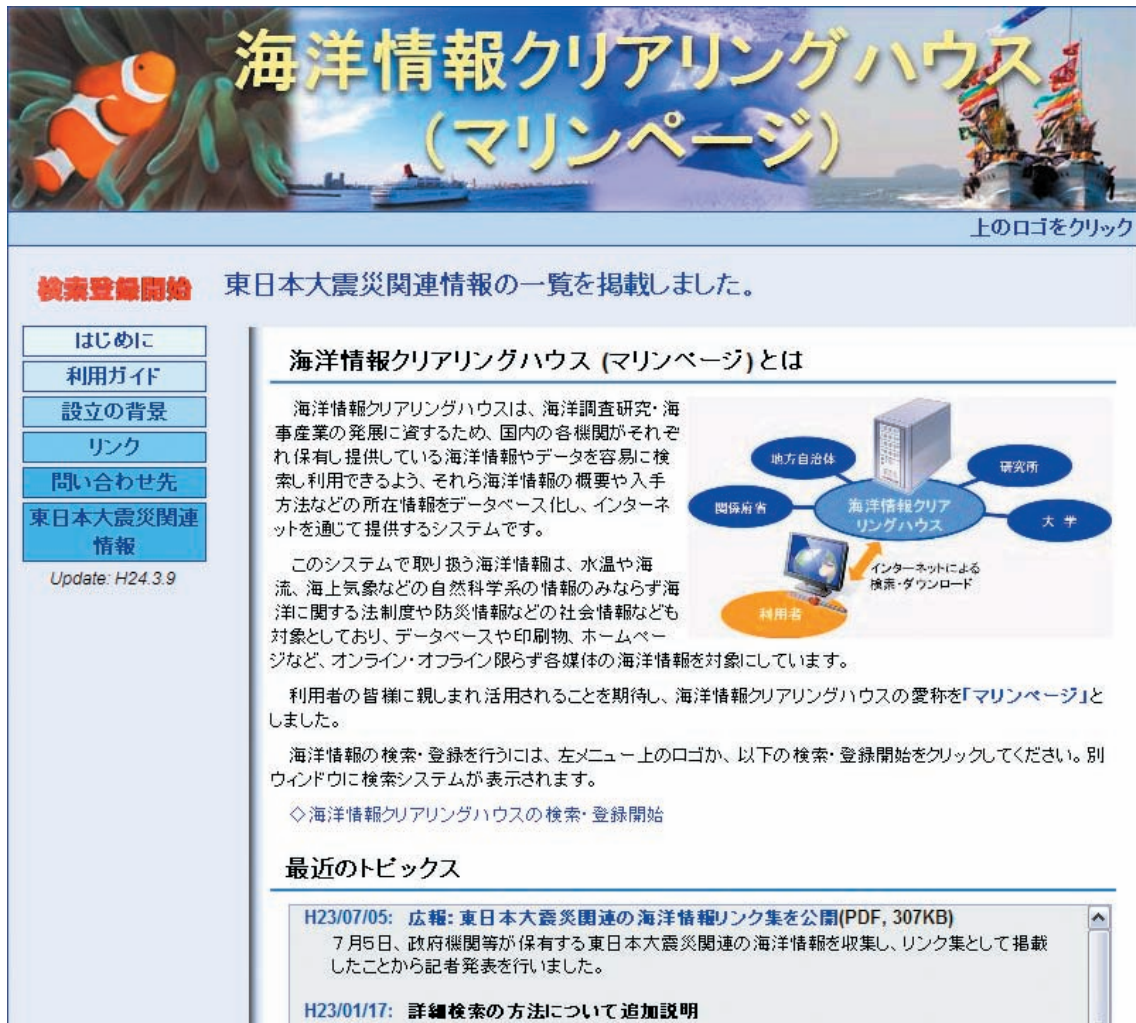 海洋情報クリアリングハウス
(マリンページ)
上のロゴをクリック
検索登録開始
東日本大震災関連情報の一覧を掲載しました。
はじめに
利用ガイド
設立の背景
リンク
問い合わせ先
東日本大震災関連
情報
Update: H24.3.9
海洋情報クリアリングハウス (マリンページ)とは
海洋情報クリアリングハウスは、海洋調査研究・海
事産業の発展に資するため、国内の各機関がそれぞ
れ保有し提供している海洋情報やデータを容易に検
索し利用できるよう、それら海洋情報の概要や入手
方法などの所在情報をデータベース化し、インターネ
ットを通じて提供するシステムです。
このシステムで取り扱う海洋情報は、水温や海
流、海上気象などの自然科学系の情報のみならず海
洋に関する法制度や防災情報などの社会情報なども
対象としており、データベースや印刷物、ホームペー
ジなど、オンライン・オフライン限らず各媒体の海洋情報を対象にしています。
地方自治体
研究所
関係府省
海洋情報クリア
リングハウス
大学
インターネットによる
検索・ダウンロード
利用者
利用者の皆様に親しまれ活用されることを期待し、海洋情報クリアリングハウスの愛称を「マリンページ」と
しました。
海洋情報の検索・登録を行うには、左メニュー上のロゴか、以下の検索・登録開始をクリックしてください。別
ウィンドウに検索システムが表示されます。
◇海洋情報クリアリングハウスの検索・登録開始
最近のトピックス
H23/07/05: 広報: 東日本大震災関連の海洋情報リンク集を公開(PDF, 307KB)
7月5日、政府機関等が保有する東日本大震災関連の海洋情報を収集し、リンク集として掲載
したことから記者発表を行いました。
H23/01/17: 詳細検索の方法について追加説明